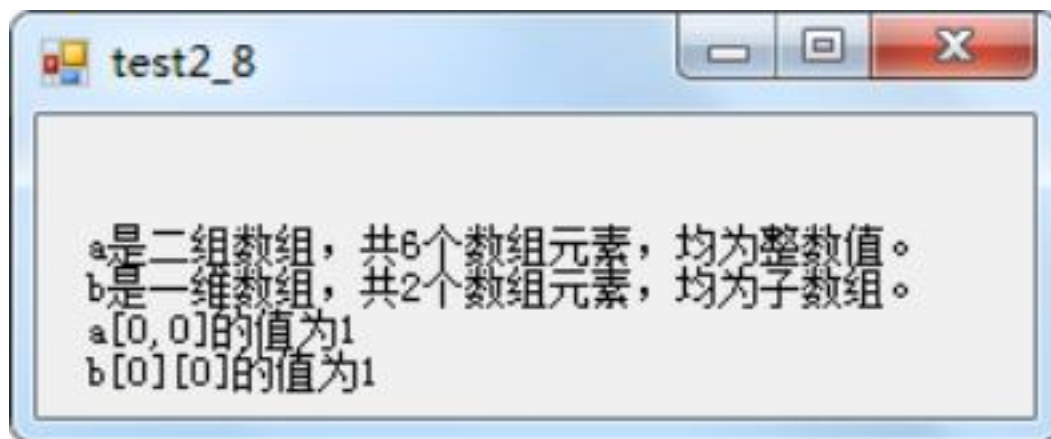 test2_8
a是二组数组，共6个数组元素，均为整数值。
b是一维数组，共2个数组元素，均为子数组。
a[0,0]的值为1
b[0][0]的值为1